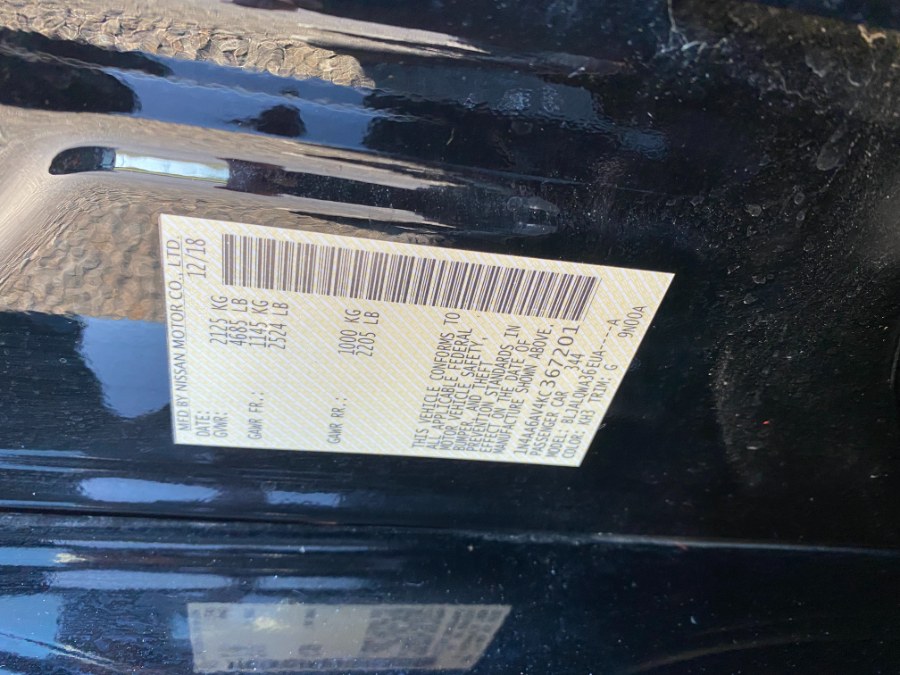 MFD BY NISSAN MOTOR CO., LTD
DATE: 12/18
GVWR: 2125 KG
4685 LB
GAWR FR.: 1145 KG
2524 LB
GAWR RR.: 1000 KG
2205 LB
THIS VEHICLE CONFORMS TO
ALL APPLICABLE FEDERAL
MOTOR VEHICLE SAFETY,
BUMPER, AND THEFT
PREVENTION STANDARDS IN
EFFECT ON THE DATE OF
MANUFACTURE SHOWN ABOVE.
1N4AA6AV4KC367201
PASSENGER CAR 344
MODEL: BLJALQWA36EUA----A
COLOR: KH3 TRIM: G 9N00A